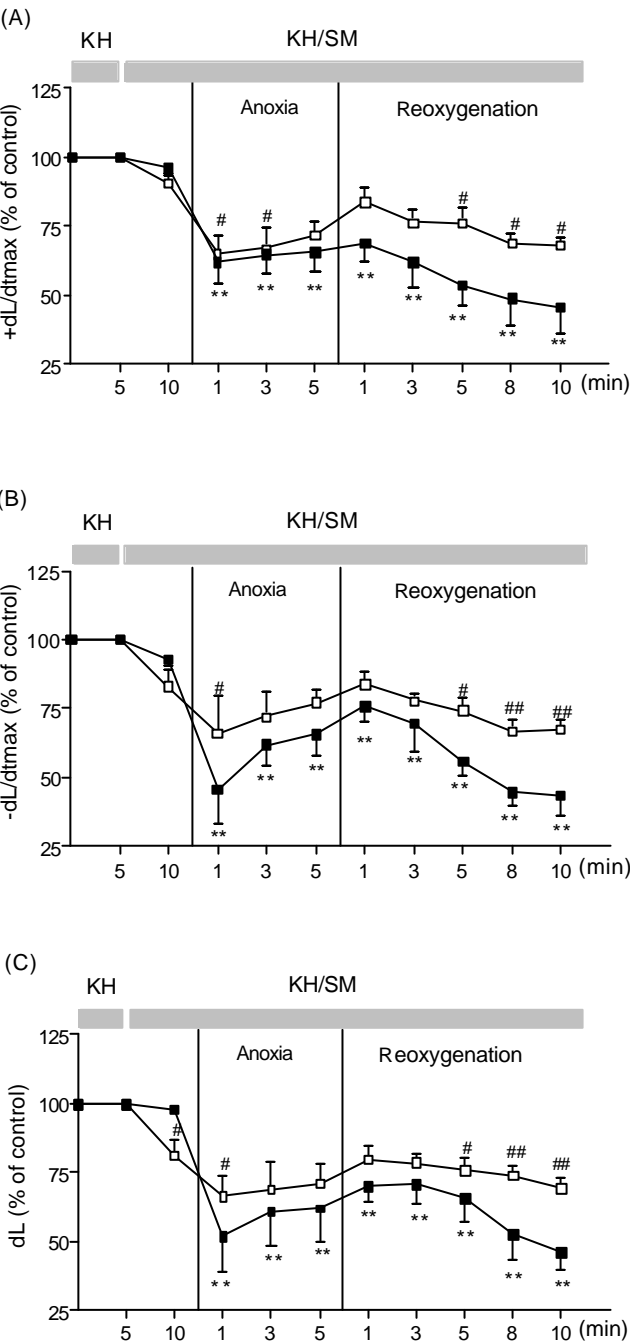 (A)
KH KH/SM
125
Anoxia Reoxygenation
100
+dL/dtmax (% of control)
# # # # #
75
** ** ** ** ** ** ** **
50
25
5 10 1 3 5 1 3 5 8 10 (min)
(B)
KH KH/SM
125
Anoxia Reoxygenation
100
-dL/dtmax (% of control)
# # ## ##
75
** ** ** ** ** ** ** **
50
25
5 10 1 3 5 1 3 5 8 10 (min)
(C)
KH KH/SM
125
Anoxia Reoxygenation
100
dL (% of control)
# # # ## ##
75
** ** ** ** ** ** ** **
50
25
5 10 1 3 5 1 3 5 8 10 (min)